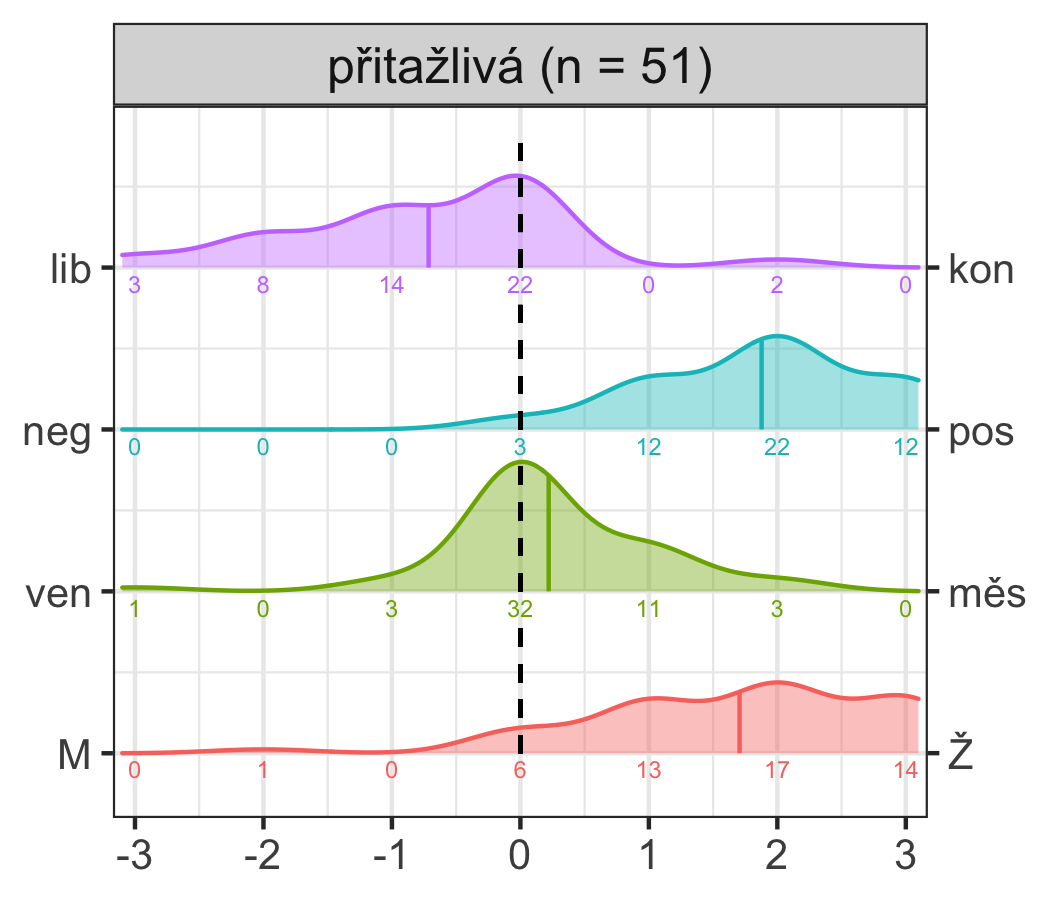 přitažlivá (n = 51)
lib kon
3 8 14 22 0 2 0
neg pos
0 0 0 3 12 22 12
ven měs
1 0 3 32 11 3 0
M Ž
0 1 0 6 13 17 14
-3 -2 -1 0 1 2 3